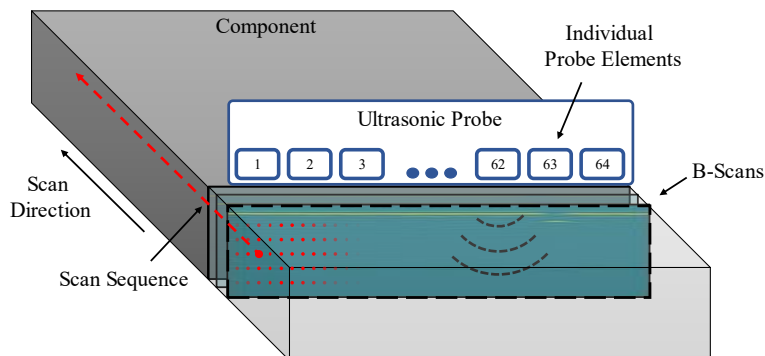 Component
Individual
Probe Elements
Ultrasonic Probe
1 2 3 62 63 64
B-Scans
Scan
Direction
Scan Sequence